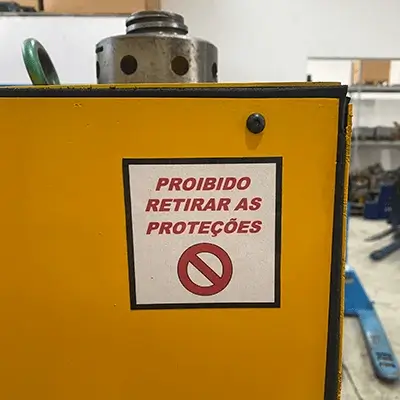 PROIBIDO
RETIRAR AS
PROTEÇÕES